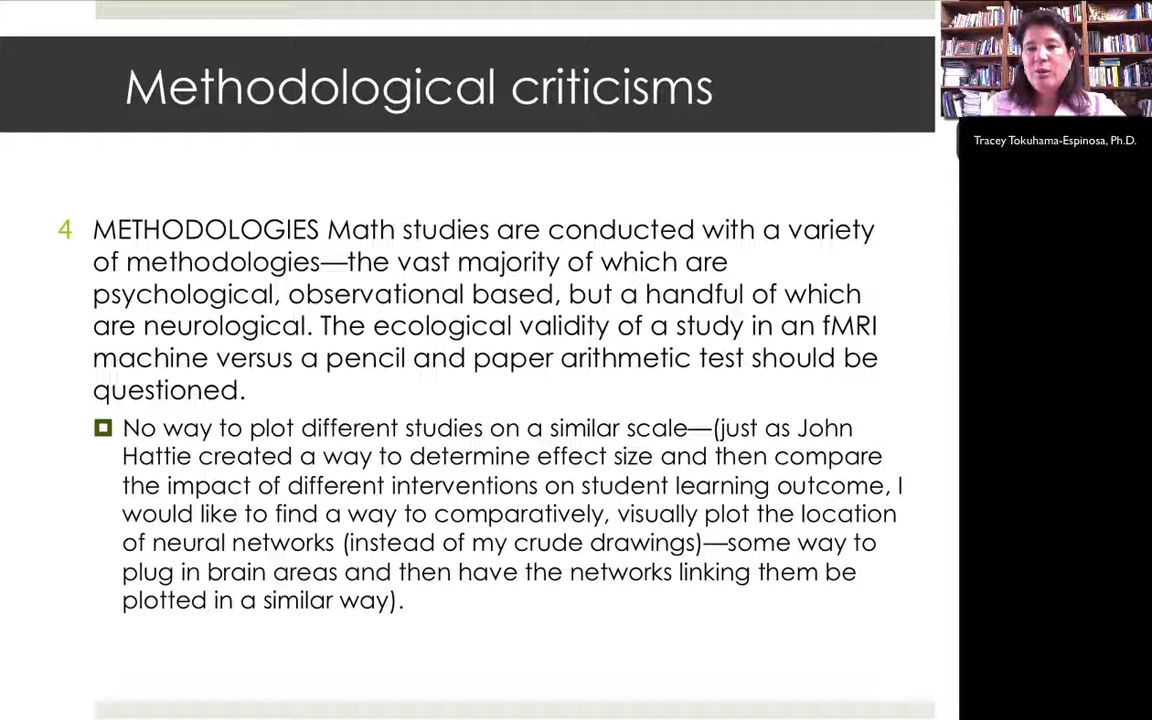 Methodological criticisms
Tracey Tokuhama-Espinosa, Ph.D.
4 METHODOLOGIES Math studies are conducted with a variety
of methodologies—the vast majority of which are
psychological, observational based, but a handful of which
are neurological. The ecological validity of a study in an fMRI
machine versus a pencil and paper arithmetic test should be
questioned.
No way to plot different studies on a similar scale—(just as John
Hattie created a way to determine effect size and then compare
the impact of different interventions on student learning outcome, I
would like to find a way to comparatively, visually plot the location
of neural networks (instead of my crude drawings)—some way to
plug in brain areas and then have the networks linking them be
plotted in a similar way).